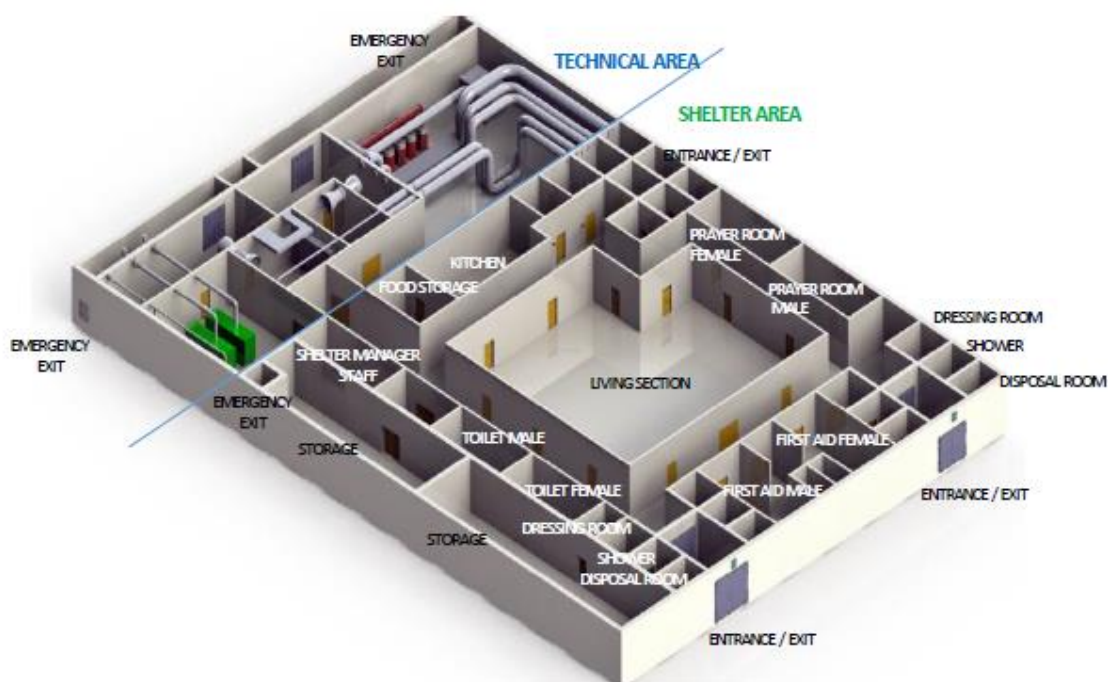 EMERGENCY
EXIT
TECHNICAL AREA
SHELTER AREA
ENTRANCE / EXIT
PRAYER ROOM
FEMALE
KITCHEN
FOOD STORAGE
PRAYER ROOM
MALE
DRESSING ROOM
SHOWER
DISPOSAL ROOM
EMERGENCY
EXIT
SHELTER MANAGER
STAFF
LIVING SECTION
EMERGENCY
EXIT
STORAGE
TOILET MALE
FIRST AID FEMALE
TOILET FEMALE
FIRST AID MALE
ENTRANCE / EXIT
DRESSING ROOM
STORAGE
SHOWER
DISPOSAL ROOM
ENTRANCE / EXIT